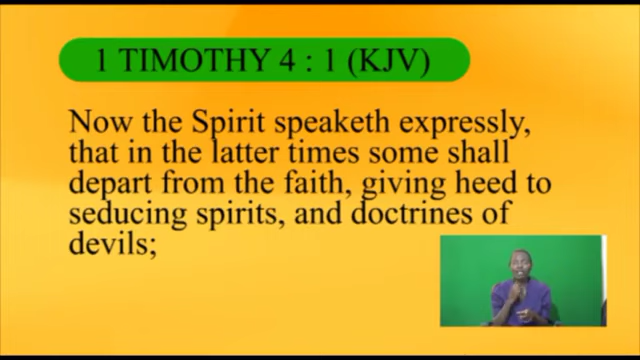 1 TIMOTHY 4 : 1 (KJV)
Now the Spirit speaketh expressly,
that in the latter times some shall
depart from the faith, giving heed to
seducing spirits, and doctrines of
devils;